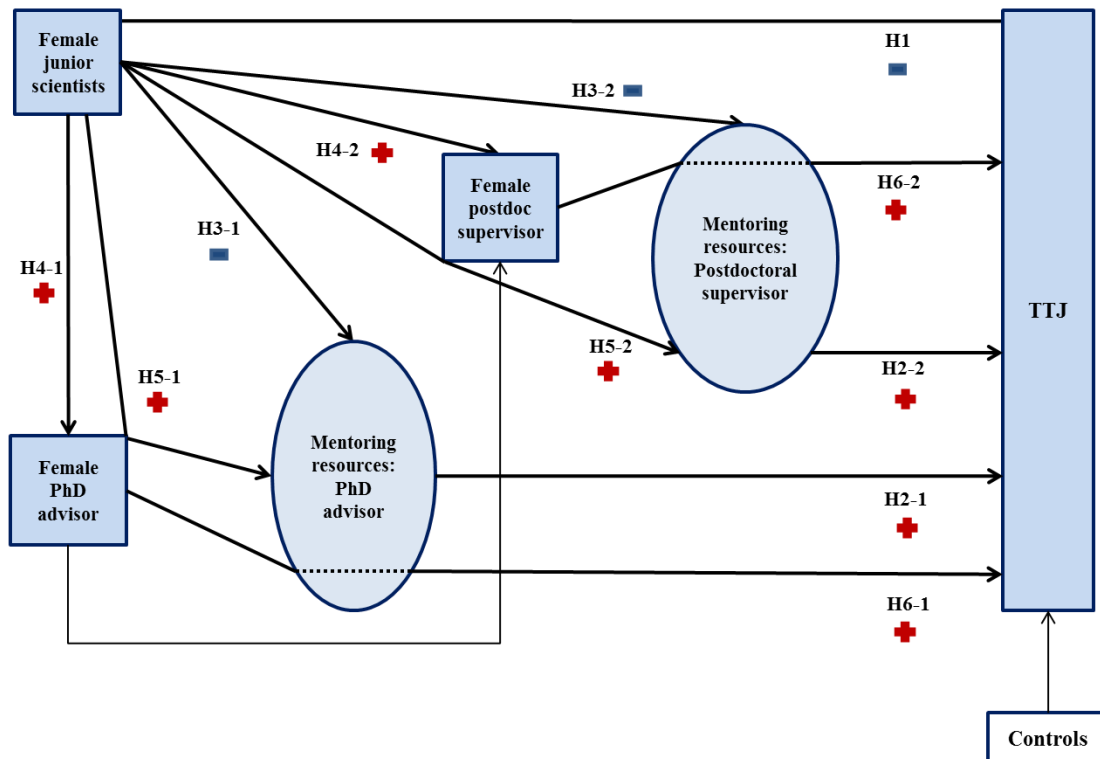 Female
junior
scientists
H1
H3-2
H4-2
Female
postdoc
supervisor
H6-2
H3-1
Mentoring
resources:
Postdoctoral
supervisor
H4-1
TTJ
H5-2
H2-2
H5-1
Female
PhD
advisor
Mentoring
resources:
PhD
advisor
H2-1
H6-1
Controls